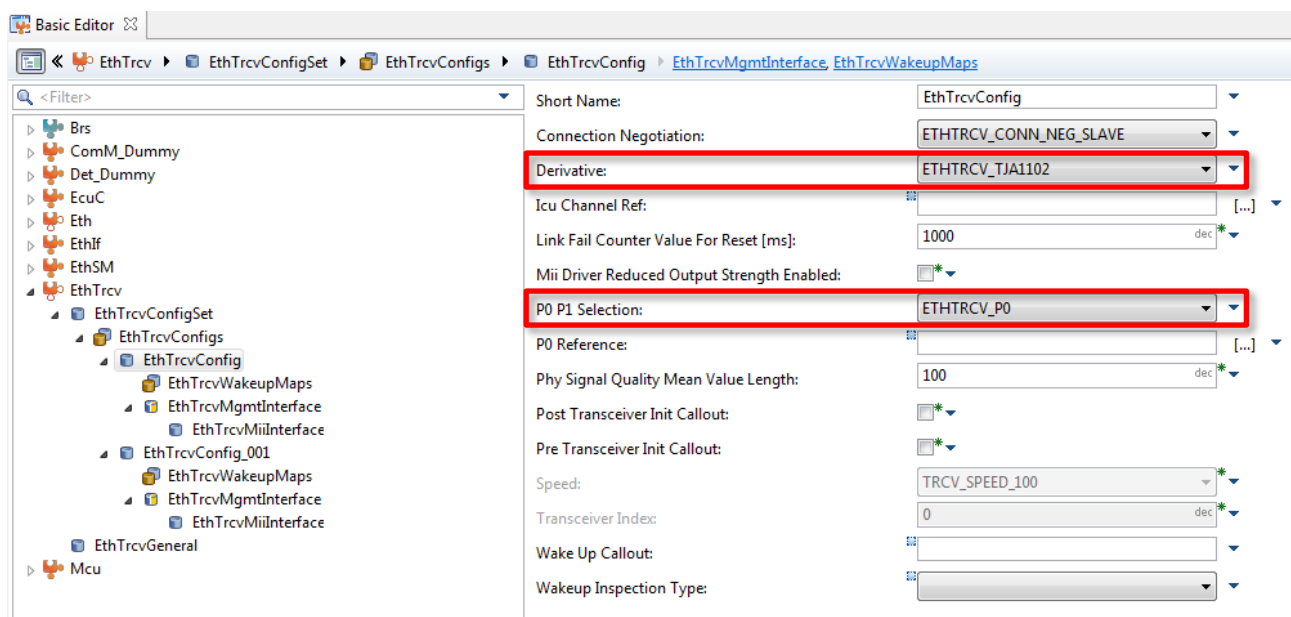 Basic Editor
EthTrcv EthTrcvConfigSet EthTrcvConfigs EthTrcvConfig EthTrcvMgmtInterface, EthTrcvWakeupMaps
<Filter>
Brs
ComM_Dummy
Det_Dummy
EcuC
Eth
EthIf
EthSM
EthTrcv
EthTrcvConfigSet
EthTrcvConfigs
EthTrcvConfig
EthTrcvWakeupMaps
EthTrcvMgmtInterface
EthTrcvMiiInterface
EthTrcvConfig_001
EthTrcvWakeupMaps
EthTrcvMgmtInterface
EthTrcvMiiInterface
EthTrcvGeneral
Mcu
Short Name: EthTrcvConfig
Connection Negotiation: ETHTRCV_CONN_NEG_SLAVE
Derivative: ETHTRCV_TJA1102
Icu Channel Ref: [...]
Link Fail Counter Value For Reset [ms]: 1000 dec*
Mii Driver Reduced Output Strength Enabled: *
P0 P1 Selection: ETHTRCV_P0
P0 Reference: [...]
Phy Signal Quality Mean Value Length: 100 dec*
Post Transceiver Init Callout: *
Pre Transceiver Init Callout: *
Speed: TRCV_SPEED_100 *
Transceiver Index: 0 dec*
Wake Up Callout:
Wakeup Inspection Type: